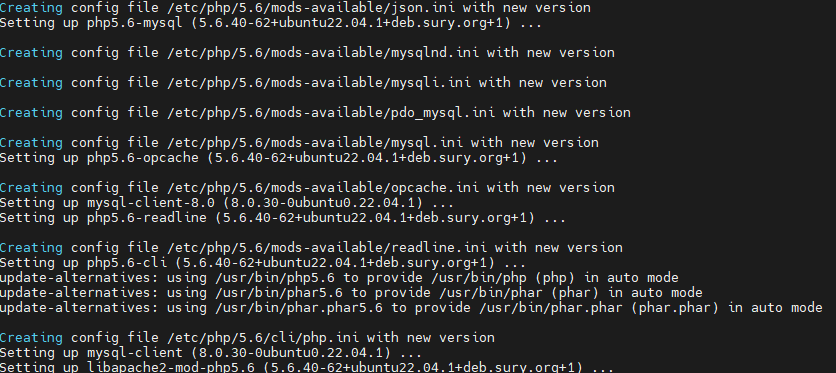 Creating config file /etc/php/5.6/mods-available/json.ini with new version
Setting up php5.6-mysql (5.6.40-62+ubuntu22.04.1+deb.sury.org+1) ...
Creating config file /etc/php/5.6/mods-available/mysqlnd.ini with new version
Creating config file /etc/php/5.6/mods-available/mysqli.ini with new version
Creating config file /etc/php/5.6/mods-available/pdo_mysql.ini with new version
Creating config file /etc/php/5.6/mods-available/mysql.ini with new version
Setting up php5.6-opcache (5.6.40-62+ubuntu22.04.1+deb.sury.org+1) ...
Creating config file /etc/php/5.6/mods-available/opcache.ini with new version
Setting up mysql-client-8.0 (8.0.30-0ubuntu0.22.04.1) ...
Setting up php5.6-readline (5.6.40-62+ubuntu22.04.1+deb.sury.org+1) ...
Creating config file /etc/php/5.6/mods-available/readline.ini with new version
Setting up php5.6-cli (5.6.40-62+ubuntu22.04.1+deb.sury.org+1) ...
update-alternatives: using /usr/bin/php5.6 to provide /usr/bin/php (php) in auto mode
update-alternatives: using /usr/bin/phar5.6 to provide /usr/bin/phar (phar) in auto mode
update-alternatives: using /usr/bin/phar.phar5.6 to provide /usr/bin/phar.phar (phar.phar) in auto mode
Creating config file /etc/php/5.6/cli/php.ini with new version
Setting up mysql-client (8.0.30-0ubuntu0.22.04.1) ...
Setting up libapache2-mod-php5.6 (5.6.40-62+ubuntu22.04.1+deb.sury.org+1) ...